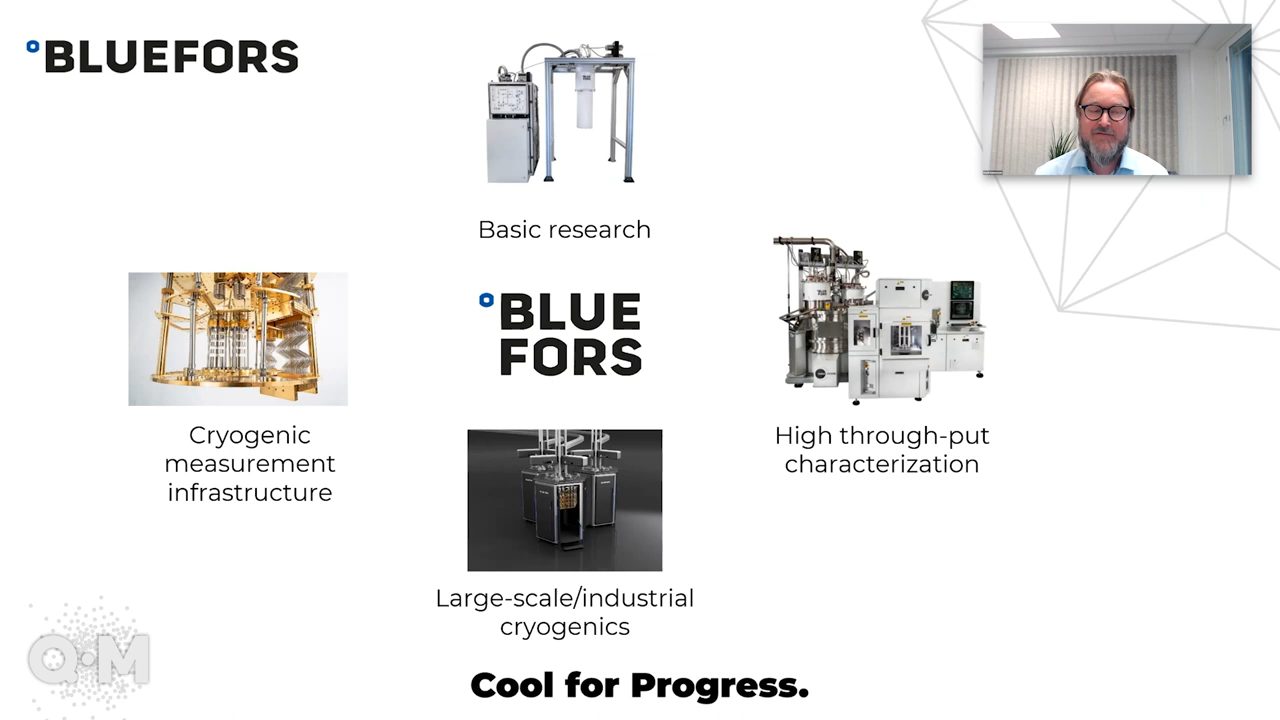 BLUEFORS
Basic research
BLUE
FORS
Cryogenic
measurement
infrastructure
High through-put
characterization
Large-scale/industrial
cryogenics
Q·M
Cool for Progress.